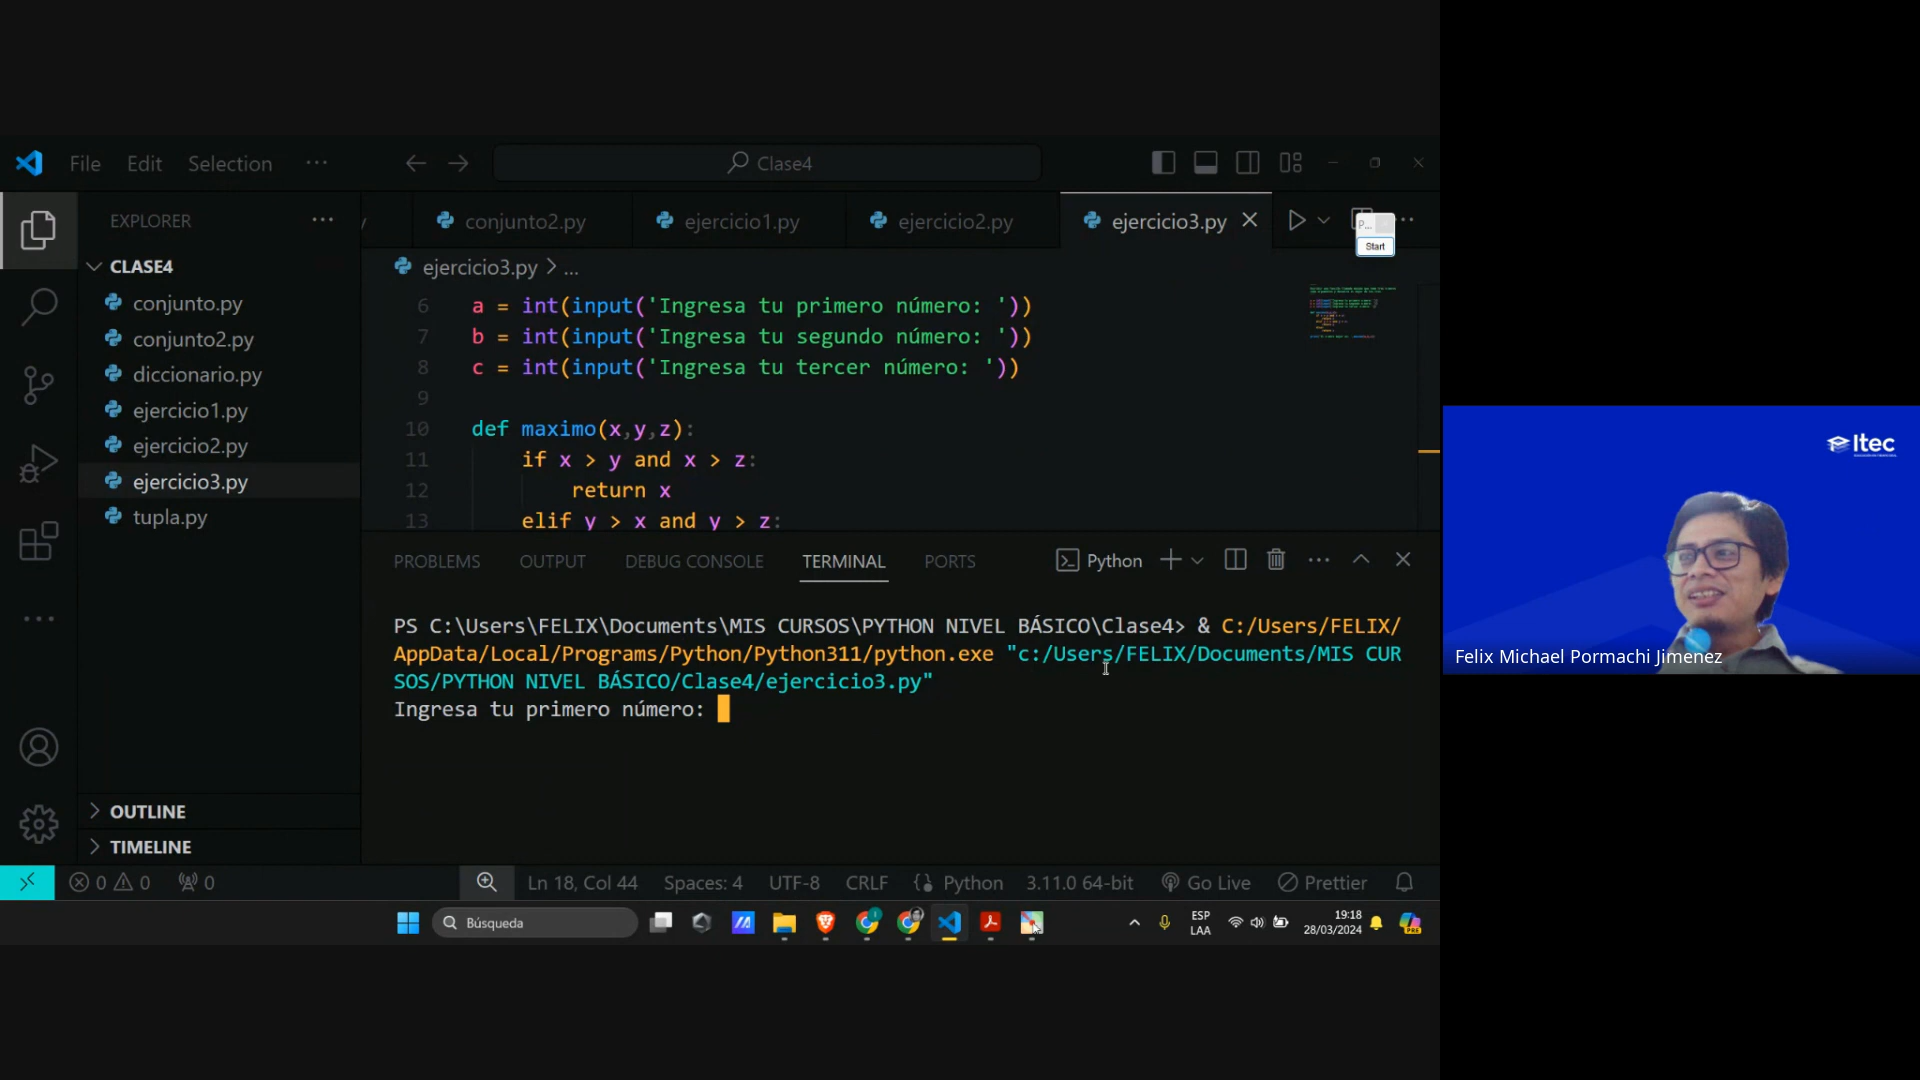 File Edit Selection ···
Clase4
EXPLORER ···
conjunto2.py
ejercicio1.py
ejercicio2.py
ejercicio3.py
P...
Start
CLASE4
conjunto.py
conjunto2.py
diccionario.py
ejercicio1.py
ejercicio2.py
ejercicio3.py
tupla.py
OUTLINE
TIMELINE
ejercicio3.py > ...
6 a = int(input('Ingresa tu primero número: '))
7 b = int(input('Ingresa tu segundo número: '))
8 c = int(input('Ingresa tu tercer número: '))
9
10 def maximo(x,y,z):
11 if x > y and x > z:
12 return x
13 elif y > x and y > z:
PROBLEMS OUTPUT DEBUG CONSOLE TERMINAL PORTS Python
PS C:\Users\FELIX\Documents\MIS CURSOS\PYTHON NIVEL BÁSICO\Clase4> & C:/Users/FELIX/
AppData/Local/Programs/Python/Python311/python.exe "c:/Users/FELIX/Documents/MIS CUR
SOS/PYTHON NIVEL BÁSICO/Clase4/ejercicio3.py"
Ingresa tu primero número:
0 0 0 Ln 18, Col 44 Spaces: 4 UTF-8 CRLF Python 3.11.0 64-bit Go Live Prettier
Búsqueda
ESP
LAA
19:18
28/03/2024
PRE
Itec
Felix Michael Pormachi Jimenez